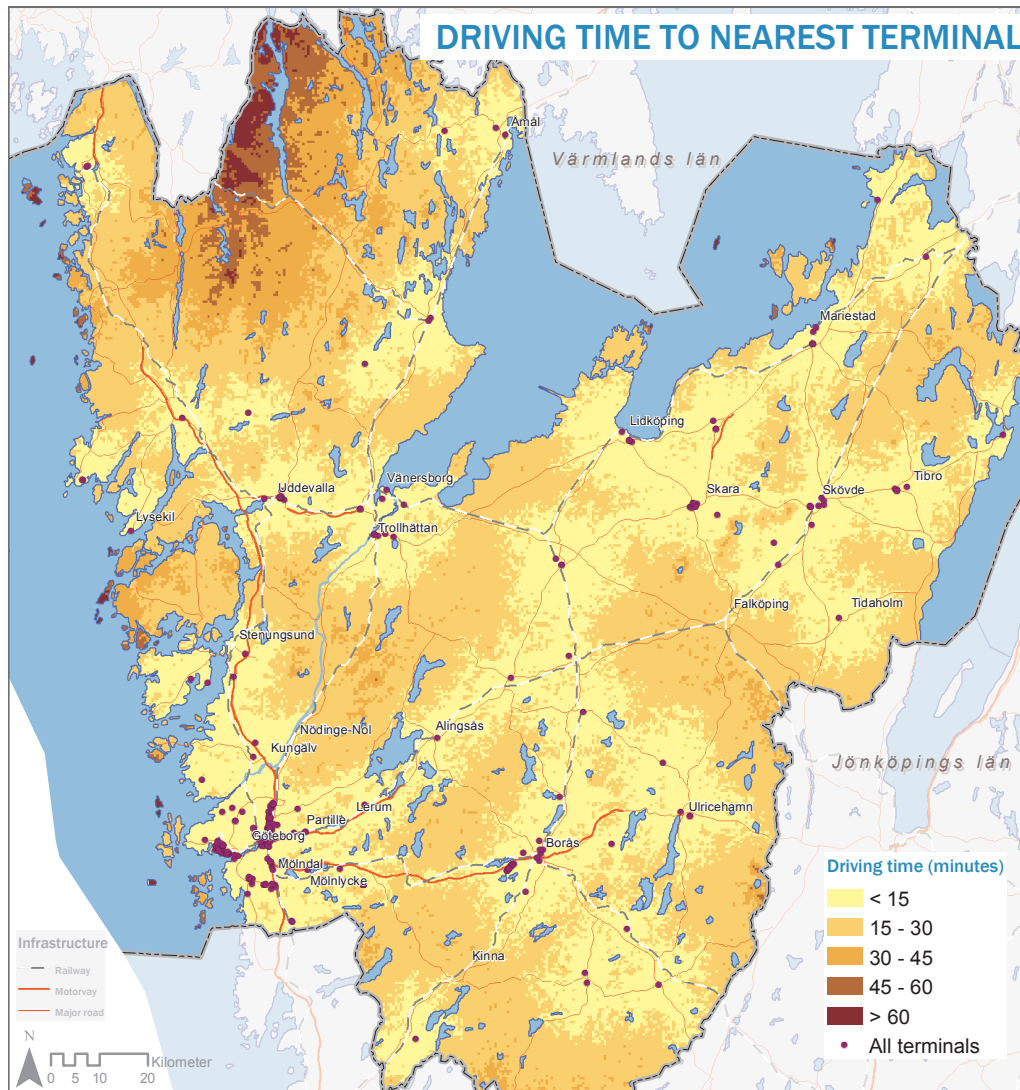 DRIVING TIME TO NEAREST TERMINAL
Åmål
Värmlands län
Mariestad
Lidköping
Vänersborg
Uddevalla
Skara
Skövde
Tibro
Lysekil
Trollhättan
Falköping
Tidaholm
Stenungsund
Nödinge-Nol
Alingsås
Kungälv
Jönköpings län
Lerum
Partille
Ulricehamn
Göteborg
Borås
Mölndal
Mölnlycke
Kinna
Driving time (minutes)
< 15
15 - 30
30 - 45
45 - 60
> 60
All terminals
Infrastructure
Railway
Motorvay
Major road
N
Kilometer
0 5 10 20